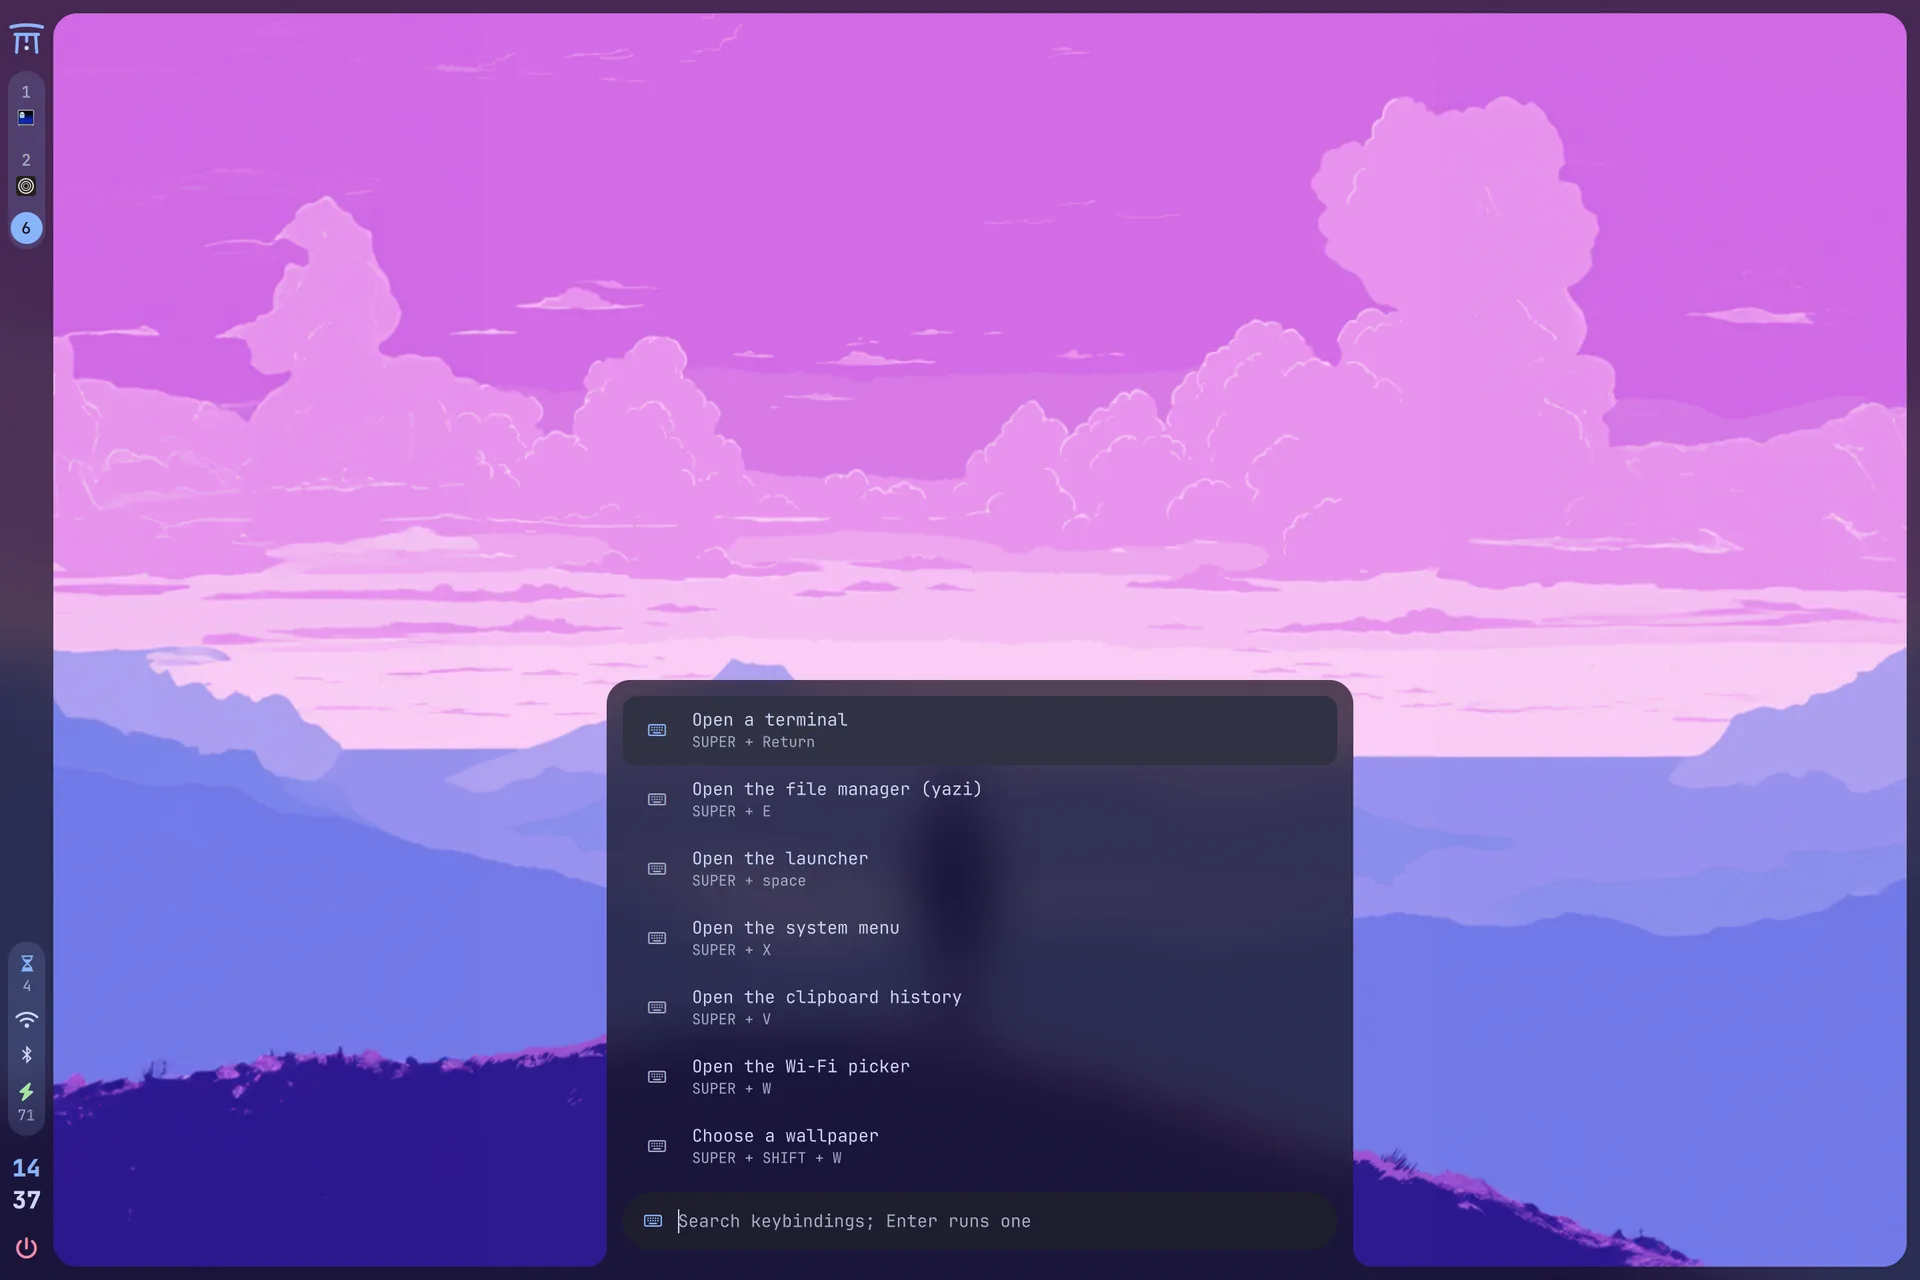 1
2
6
4
71
14
37
Open a terminal
SUPER + Return
Open the file manager (yazi)
SUPER + E
Open the launcher
SUPER + space
Open the system menu
SUPER + X
Open the clipboard history
SUPER + V
Open the Wi-Fi picker
SUPER + W
Choose a wallpaper
SUPER + SHIFT + W
Search keybindings; Enter runs one